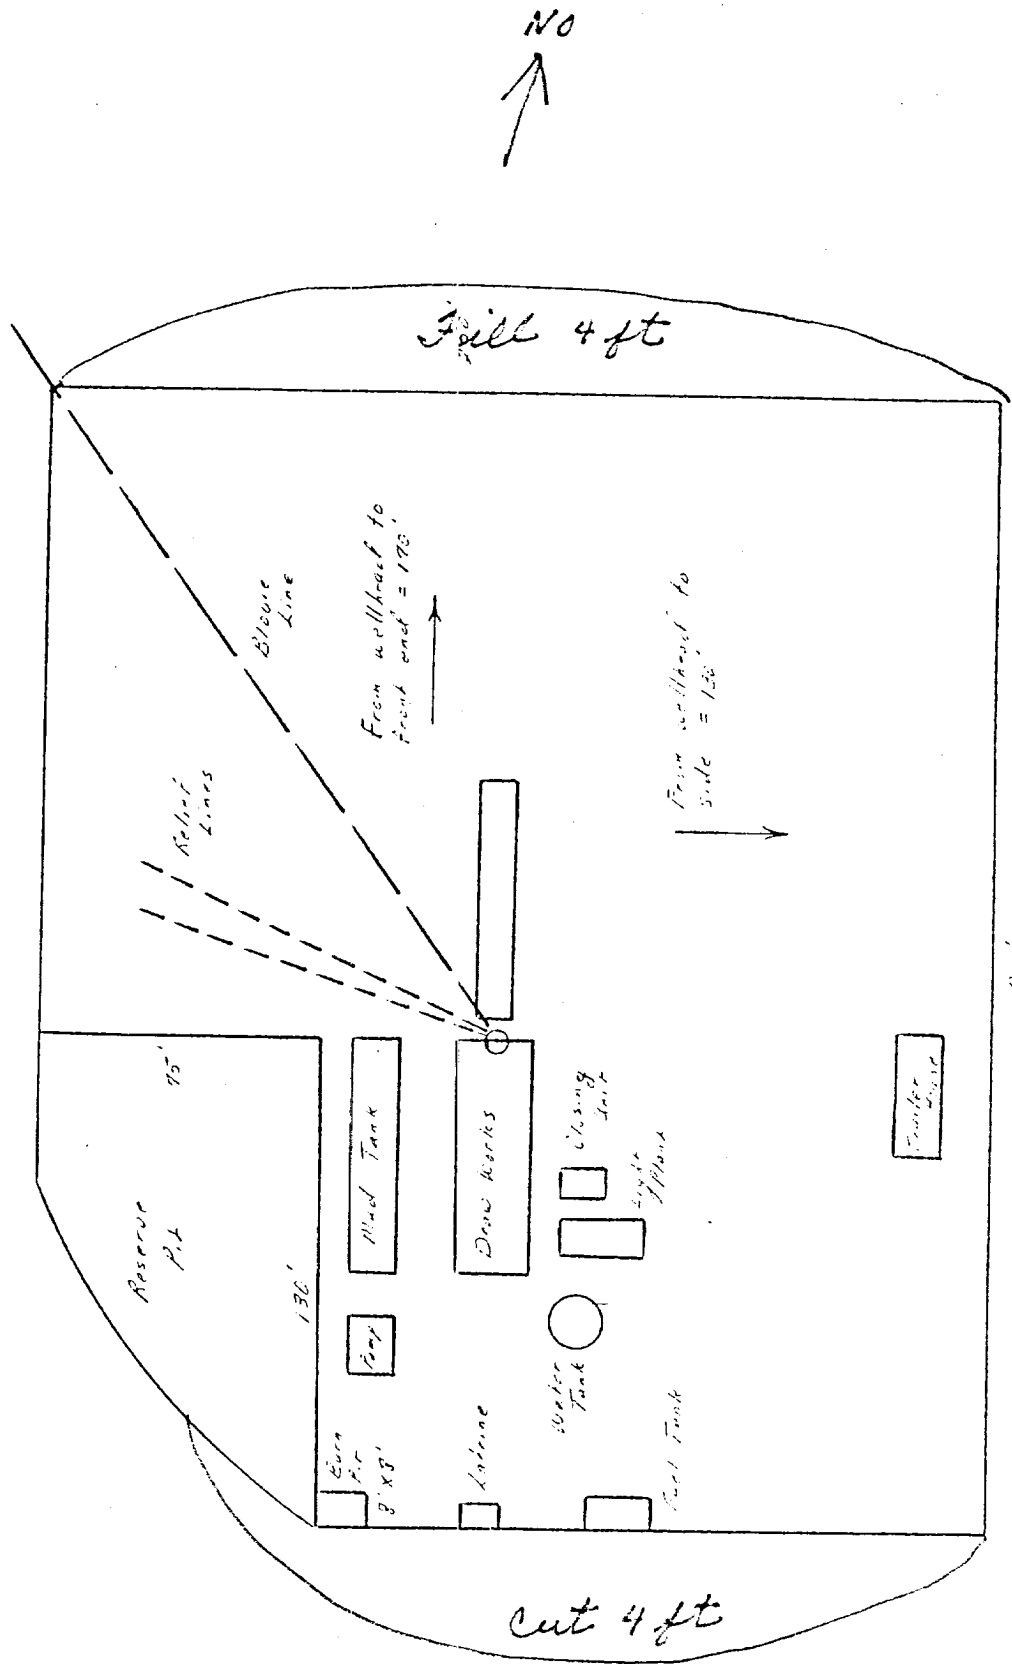 NO
Fill 4 ft
Blouie
Line
From wellhead to
front end = 170'
Relief
Lines
From wellhead to
side = 130'
75'
Reserve
Pit
130'
Mud Tank
Draw Works
Closing
Unit
Light
Plant
Trailer
House
Pump
Water
Tank
Burn
Pit
8' X 8'
Latrine
Fuel Tank
Cut 4 ft